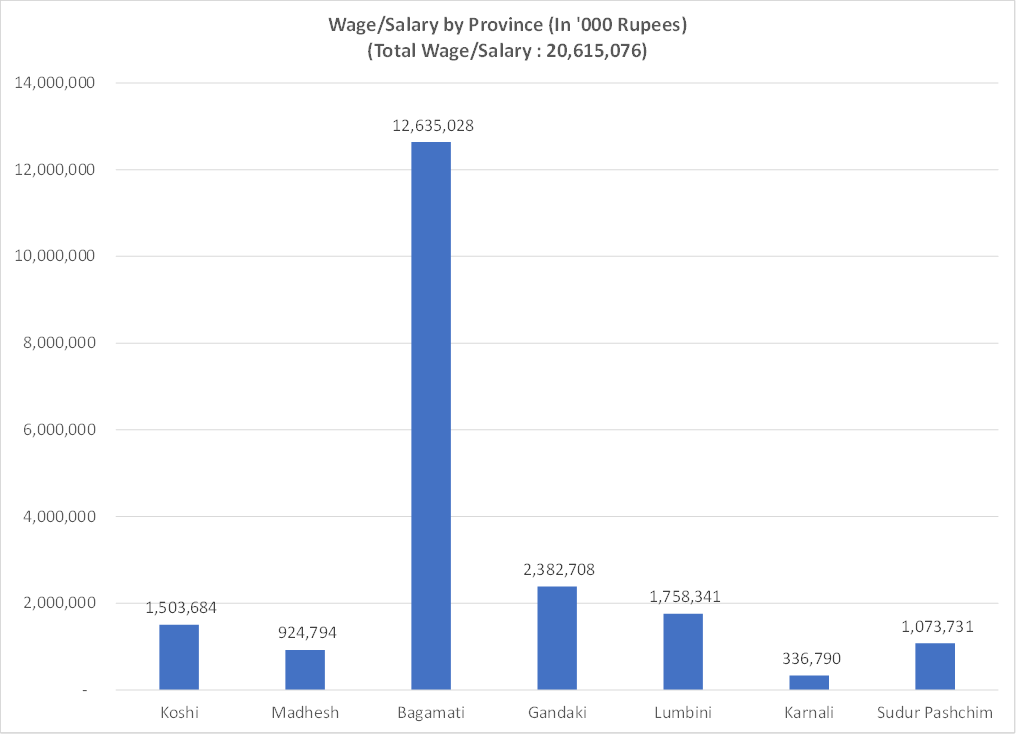 Wage/Salary by Province (In '000 Rupees)
(Total Wage/Salary : 20,615,076)
14,000,000
12,000,000
10,000,000
8,000,000
6,000,000
4,000,000
2,000,000
-
1,503,684
924,794
12,635,028
2,382,708
1,758,341
336,790
1,073,731
Koshi
Madhesh
Bagamati
Gandaki
Lumbini
Karnali
Sudur Pashchim